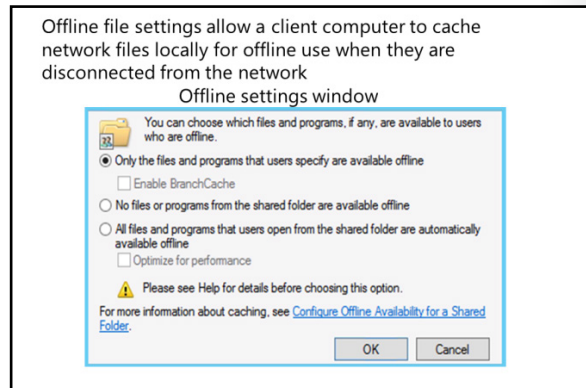 Offline file settings allow a client computer to cache
network files locally for offline use when they are
disconnected from the network
Offline settings window
You can choose which files and programs, if any, are available to users
who are offline.
Only the files and programs that users specify are available offline
Enable BranchCache
No files or programs from the shared folder are available offline
All files and programs that users open from the shared folder are automatically
available offline
Optimize for performance
Please see Help for details before choosing this option.
For more information about caching, see Configure Offline Availability for a Shared
Folder.
OK Cancel